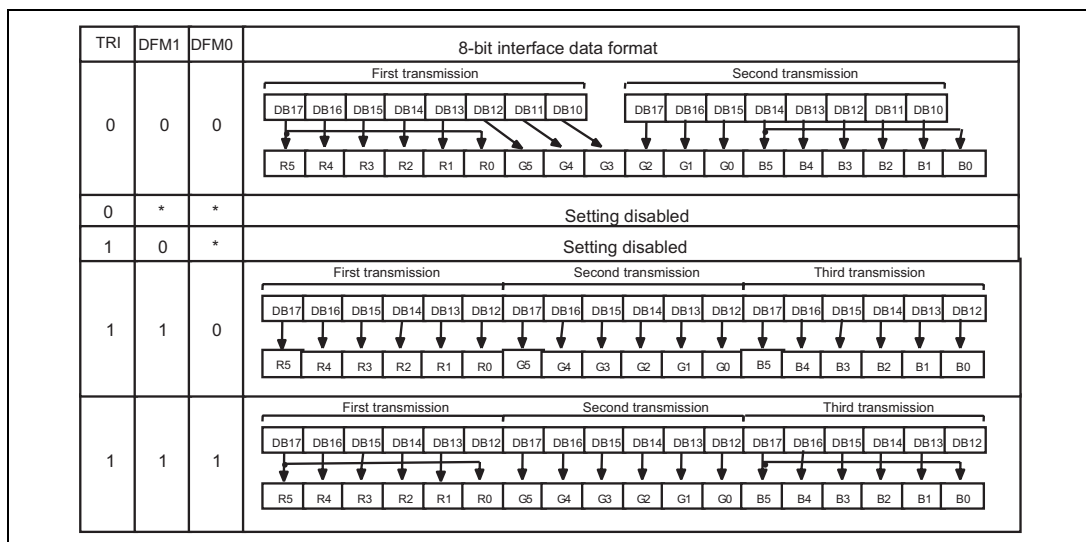 TRI DFM1 DFM0 8-bit interface data format
First transmission Second transmission
DB17 DB16 DB15 DB14 DB13 DB12 DB11 DB10 DB17 DB16 DB15 DB14 DB13 DB12 DB11 DB10
0 0 0
R5 R4 R3 R2 R1 R0 G5 G4 G3 G2 G1 G0 B5 B4 B3 B2 B1 B0
0 * * Setting disabled
1 0 * Setting disabled
First transmission Second transmission Third transmission
DB17 DB16 DB15 DB14 DB13 DB12 DB17 DB16 DB15 DB14 DB13 DB12 DB17 DB16 DB15 DB14 DB13 DB12
1 1 0
R5 R4 R3 R2 R1 R0 G5 G4 G3 G2 G1 G0 B5 B4 B3 B2 B1 B0
First transmission Second transmission Third transmission
DB17 DB16 DB15 DB14 DB13 DB12 DB17 DB16 DB15 DB14 DB13 DB12 DB17 DB16 DB15 DB14 DB13 DB12
1 1 1
R5 R4 R3 R2 R1 R0 G5 G4 G3 G2 G1 G0 B5 B4 B3 B2 B1 B0